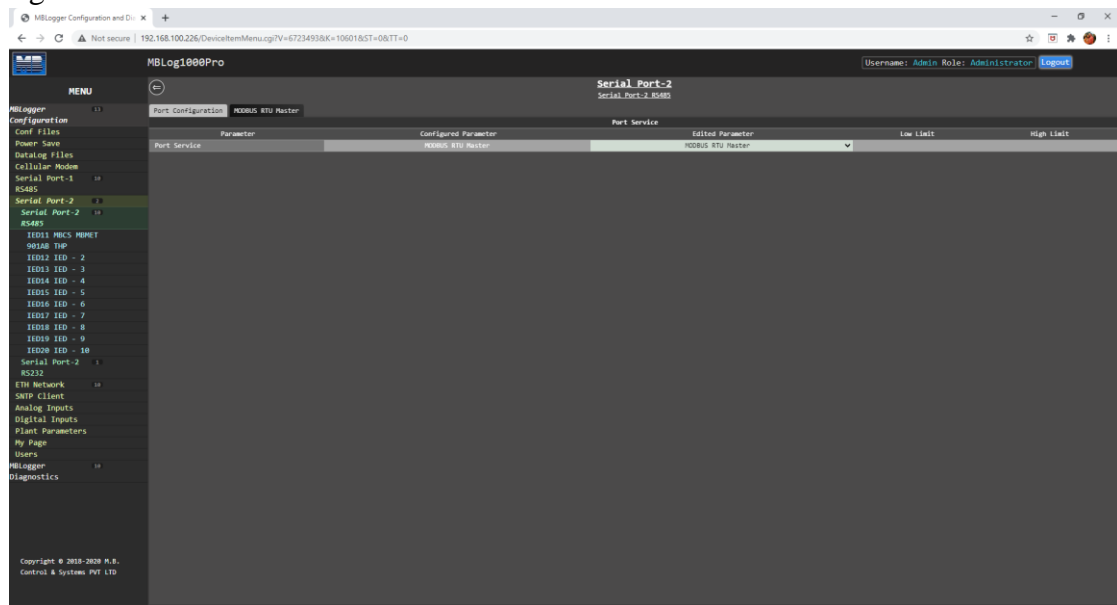 MBLogger Configuration and Di
Not secure | 192.168.100.226/DeviceItemMenu.cgi?V=6723493&K=10601&ST=0&TT=0
MBLog1000Pro
Username: Admin Role: Administrator Logout
MENU
Serial Port-2
Serial Port-2 RS485
MBLogger 13
Configuration
Conf Files
Power Save
DataLog Files
Cellular Modem
Serial Port-1 10
RS485
Serial Port-2 2
Serial Port-2 10
RS485
IED11 MBCS MBMET
901AB THP
IED12 IED - 2
IED13 IED - 3
IED14 IED - 4
IED15 IED - 5
IED16 IED - 6
IED17 IED - 7
IED18 IED - 8
IED19 IED - 9
IED20 IED - 10
Serial Port-2
RS232
ETH Network 10
SNTP Client
Analog Inputs
Digital Inputs
Plant Parameters
My Page
Users
MBLogger 10
Diagnostics
Copyright © 2018-2020 M.B.
Control & Systems PVT LTD
Port Configuration MODBUS RTU Master
Port Service
Parameter Configured Parameter Edited Parameter Low Limit High Limit
Port Service MODBUS RTU Master MODBUS RTU Master